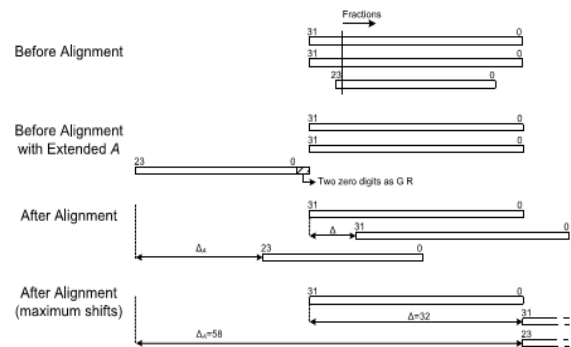 Fractions
31 0
Before Alignment
31 0
23 0
Before Alignment
with Extended A
31 0
31 0
23 0
Two zero digits as G R
After Alignment
31 0
Δ 31 0
ΔA 23 0
After Alignment
(maximum shifts)
31 0
Δ=32 31
ΔA=58 23